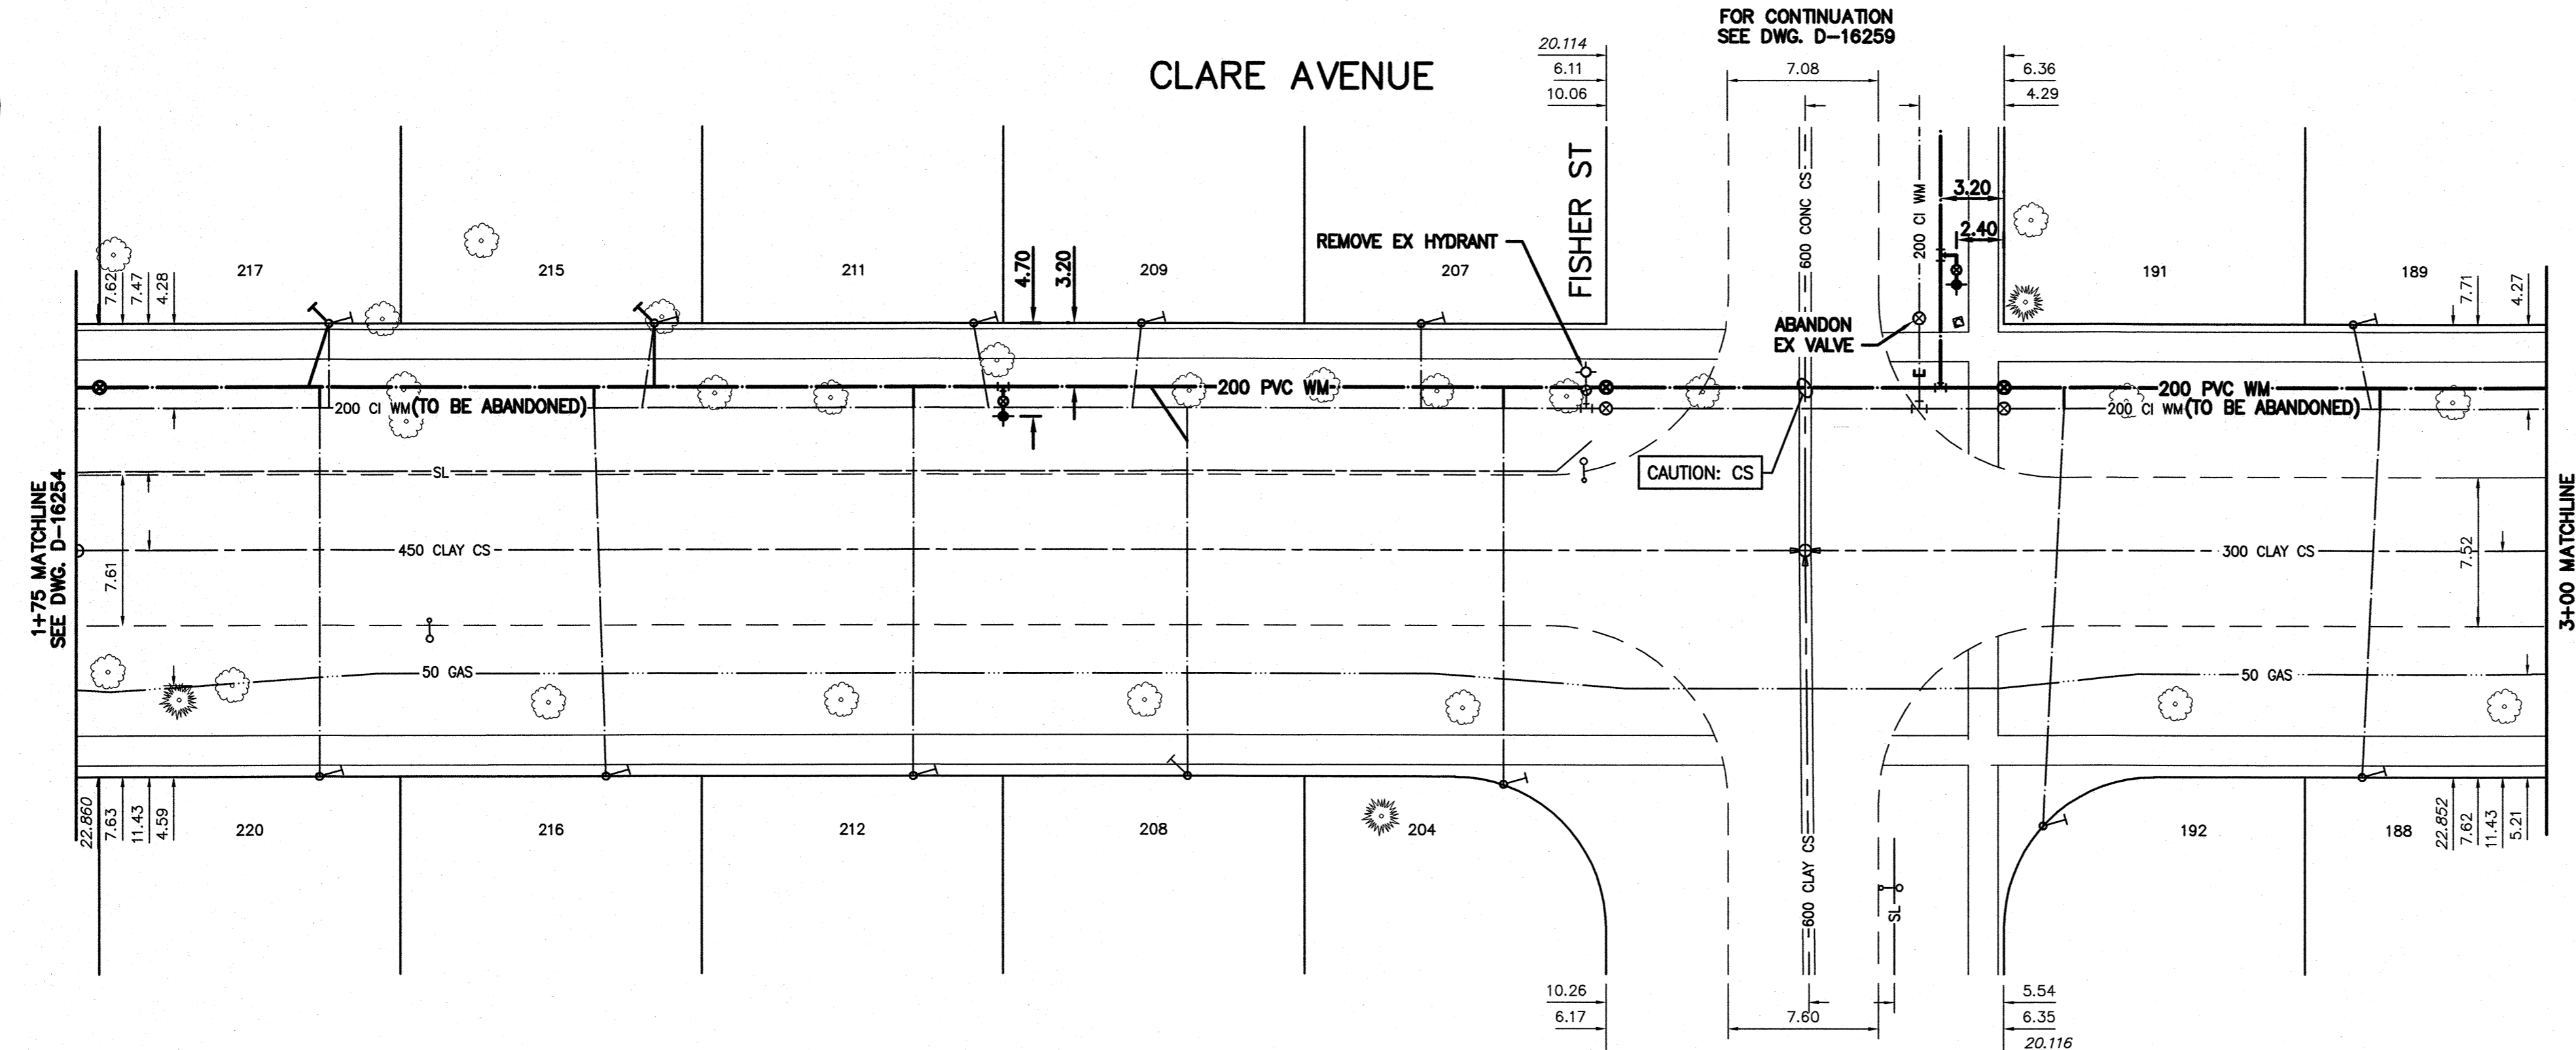 FOR CONTINUATION
SEE DWG. D-16259
CLARE AVENUE
20.114
6.11
10.06
7.08
6.36
4.29
FISHER ST
600 CONC CS
200 CI WM
3.20
2.40
REMOVE EX HYDRANT
ABANDON
EX VALVE
217
215
211
209
207
191
189
7.62
7.47
4.28
4.70
3.20
7.71
4.27
200 PVC WM
200 PVC WM
200 CI WM (TO BE ABANDONED)
200 CI WM (TO BE ABANDONED)
SL
CAUTION: CS
1+75 MATCHLINE
SEE DWG. D-16254
3+00 MATCHLINE
450 CLAY CS
300 CLAY CS
7.61
7.52
50 GAS
50 GAS
22.860
7.63
11.43
4.59
220
216
212
208
204
192
188
22.852
7.62
11.43
5.21
600 CLAY CS
SL
10.26
6.17
7.60
5.54
6.35
20.116